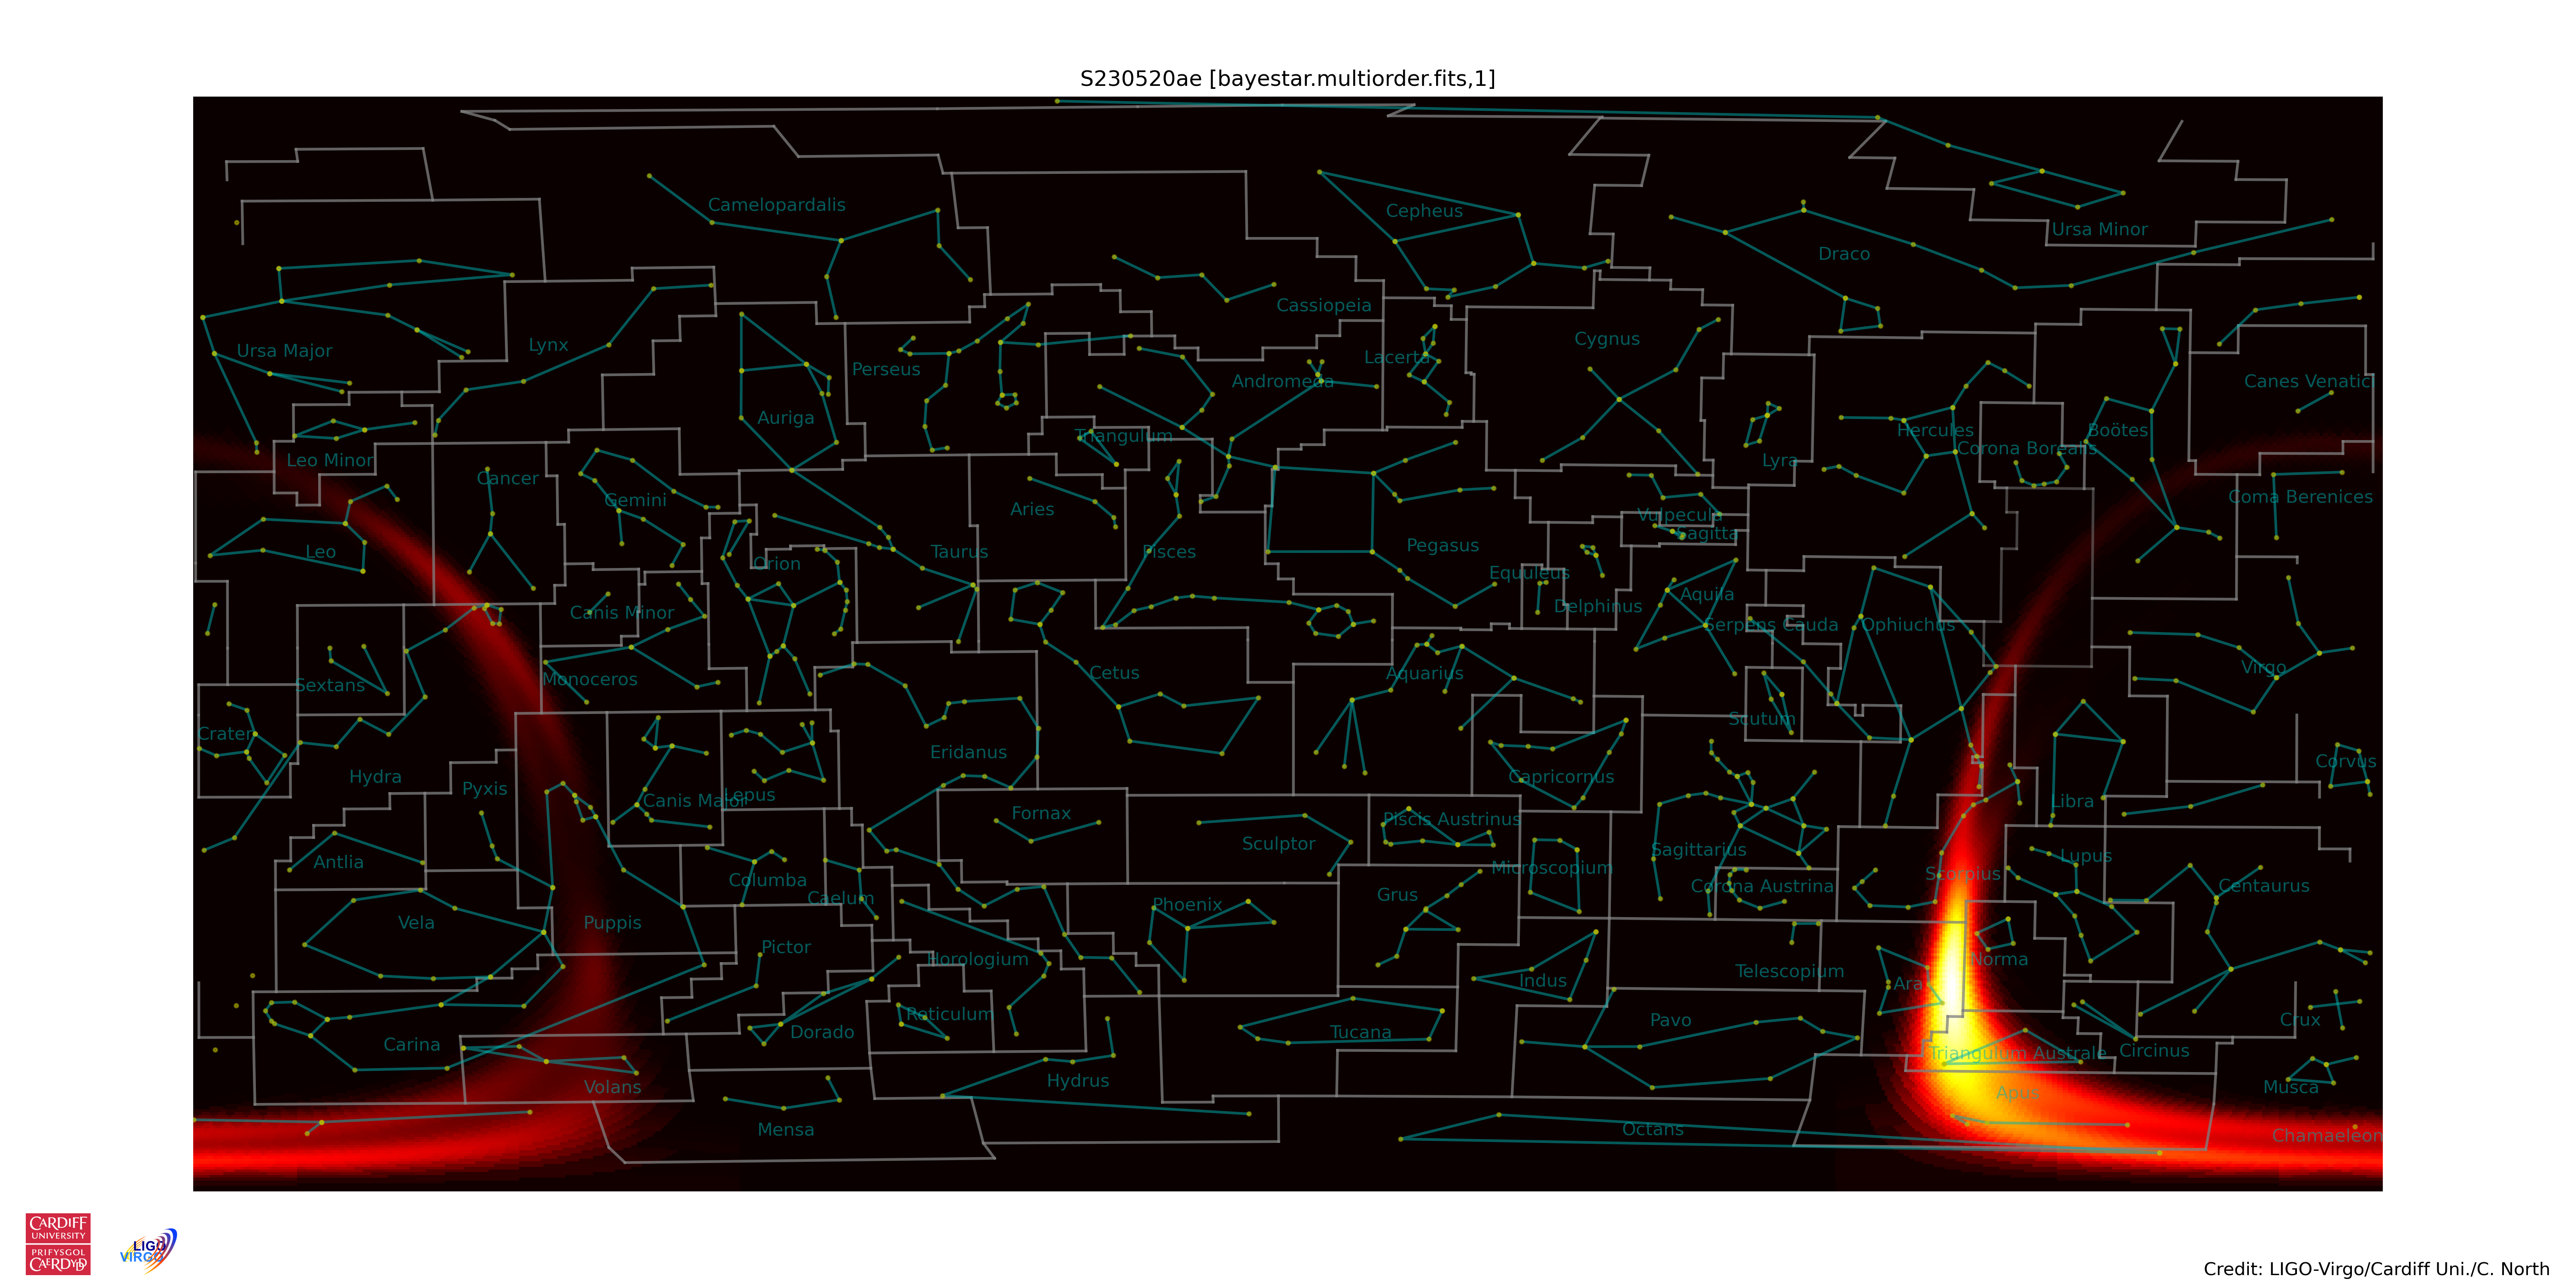 S230520ae [bayestar.multiorder.fits,1]
Camelopardalis
Cepheus
Ursa Minor
Draco
Cassiopeia
Ursa Major
Lynx
Cygnus
Lacerta
Perseus
Andromeda
Canes Venatici
Auriga
Triangulum
Hercules
Boötes
Corona Borealis
Leo Minor
Lyra
Cancer
Gemini
Coma Berenices
Aries
Vulpecula
Sagitta
Leo
Taurus
Pisces
Pegasus
Orion
Equuleus
Canis Minor
Delphinus
Aquila
Serpens Cauda
Ophiuchus
Sextans
Monoceros
Cetus
Aquarius
Virgo
Crater
Scutum
Eridanus
Hydra
Capricornus
Corvus
Pyxis
Canis Major
Lepus
Libra
Fornax
Piscis Austrinus
Antlia
Sculptor
Sagittarius
Lupus
Microscopium
Columba
Caelum
Grus
Corona Austrina
Scorpius
Centaurus
Vela
Puppis
Phoenix
Pictor
Horologium
Indus
Telescopium
Norma
Ara
Reticulum
Carina
Dorado
Tucana
Pavo
Crux
Triangulum Australe
Circinus
Volans
Hydrus
Apus
Musca
Mensa
Octans
Chamaeleon
CARDIFF
UNIVERSITY
PRIFYSGOL
CAERDYDD
LIGO
VIRGO
Credit: LIGO-Virgo/Cardiff Uni./C. North